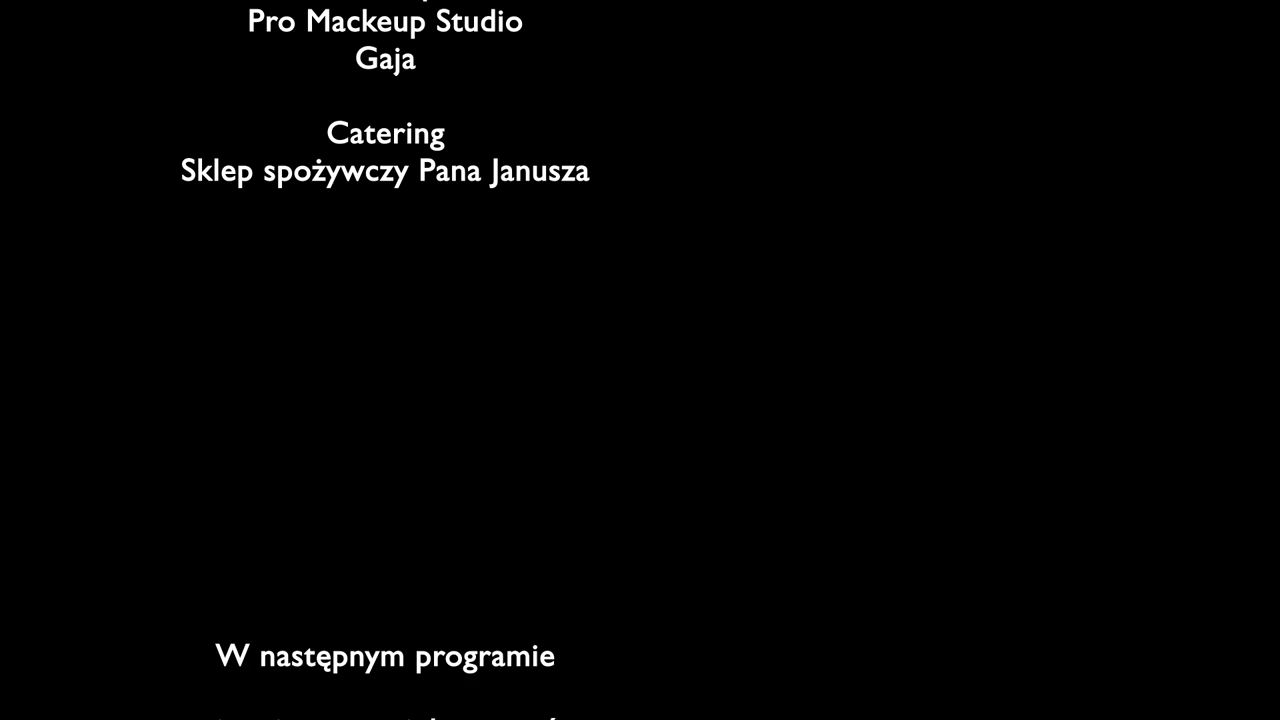 Pro Mackeup Studio
Gaja
Catering
Sklep spożywczy Pana Janusza
W następnym programie